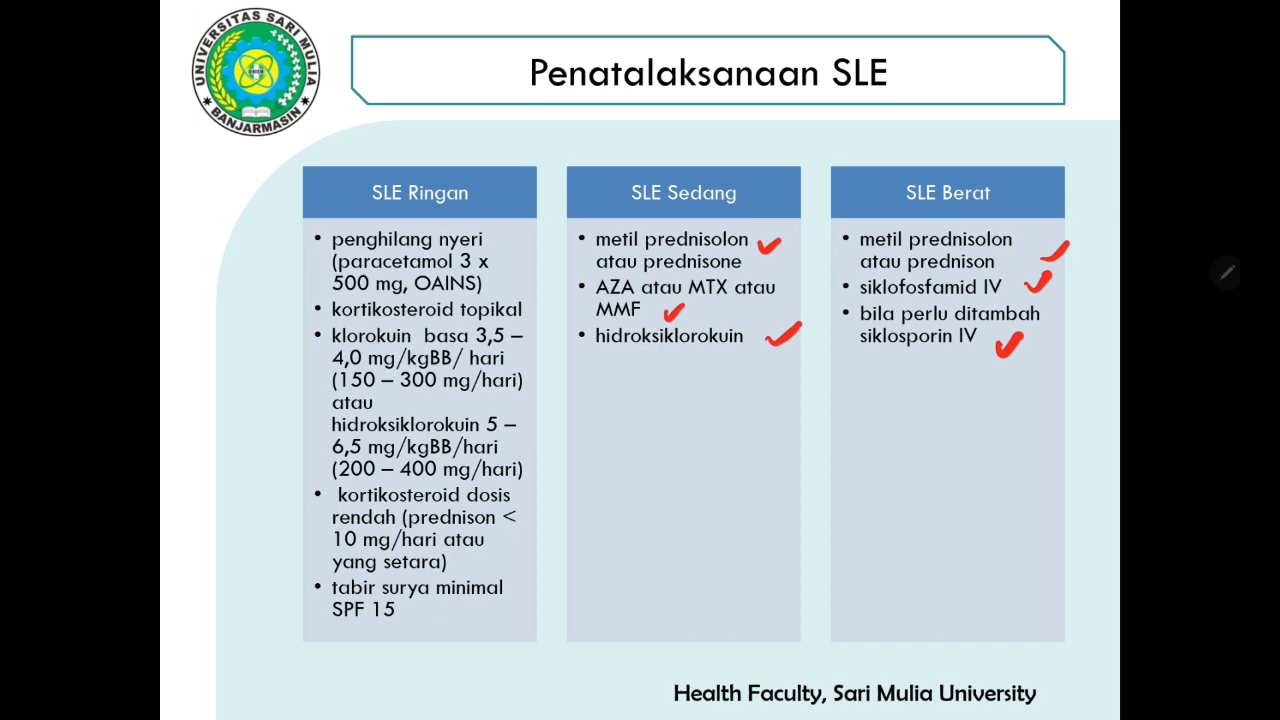 UNIVERSITAS SARI MULIA
BANJARMASIN
Penatalaksanaan SLE
SLE Ringan
• penghilang nyeri
(paracetamol 3 x
500 mg, OAINS)
• kortikosteroid topikal
• klorokuin basa 3,5 –
4,0 mg/kgBB/ hari
(150 – 300 mg/hari)
atau
hidroksiklorokuin 5 –
6,5 mg/kgBB/hari
(200 – 400 mg/hari)
• kortikosteroid dosis
rendah (prednison <
10 mg/hari atau
yang setara)
• tabir surya minimal
SPF 15
SLE Sedang
• metil prednisolon
atau prednisone
• AZA atau MTX atau
MMF
• hidroksiklorokuin
SLE Berat
• metil prednisolon
atau prednison
• siklofosfamid IV
• bila perlu ditambah
siklosporin IV
Health Faculty, Sari Mulia University